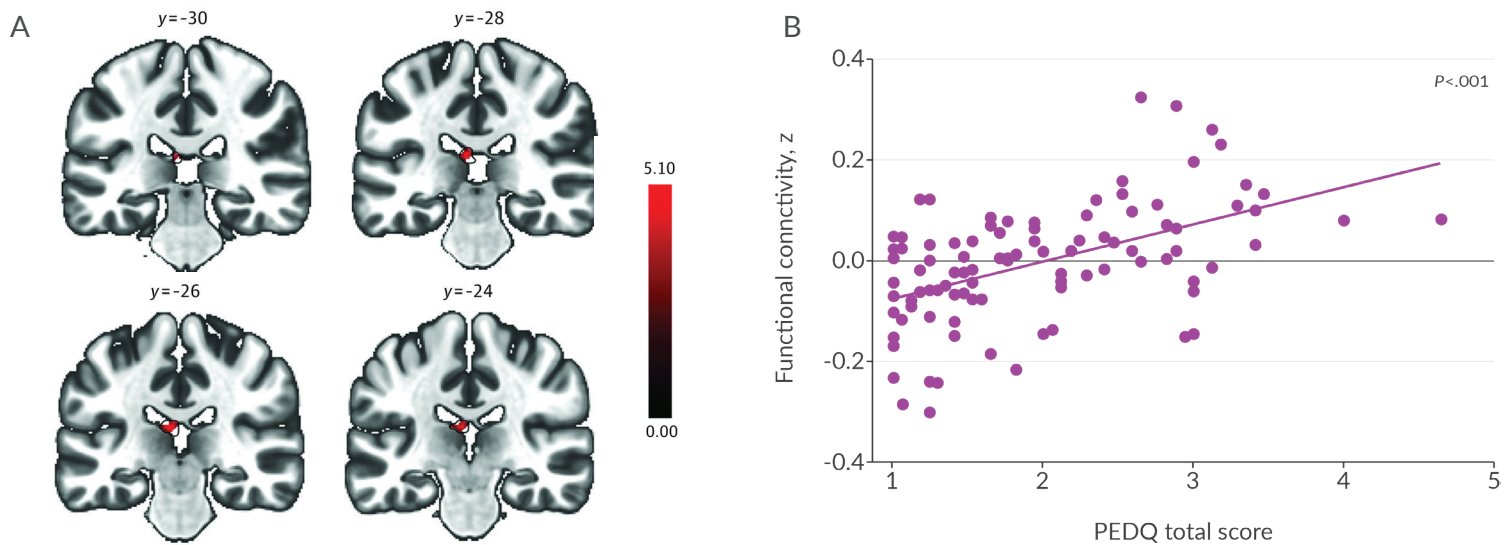 A
y=-30
y=-28
y=-26
y=-24
5.10
0.00
B
P<.001
Functional connctivity, z
0.4
0.2
0.0
-0.2
-0.4
1 2 3 4 5
PEDQ total score